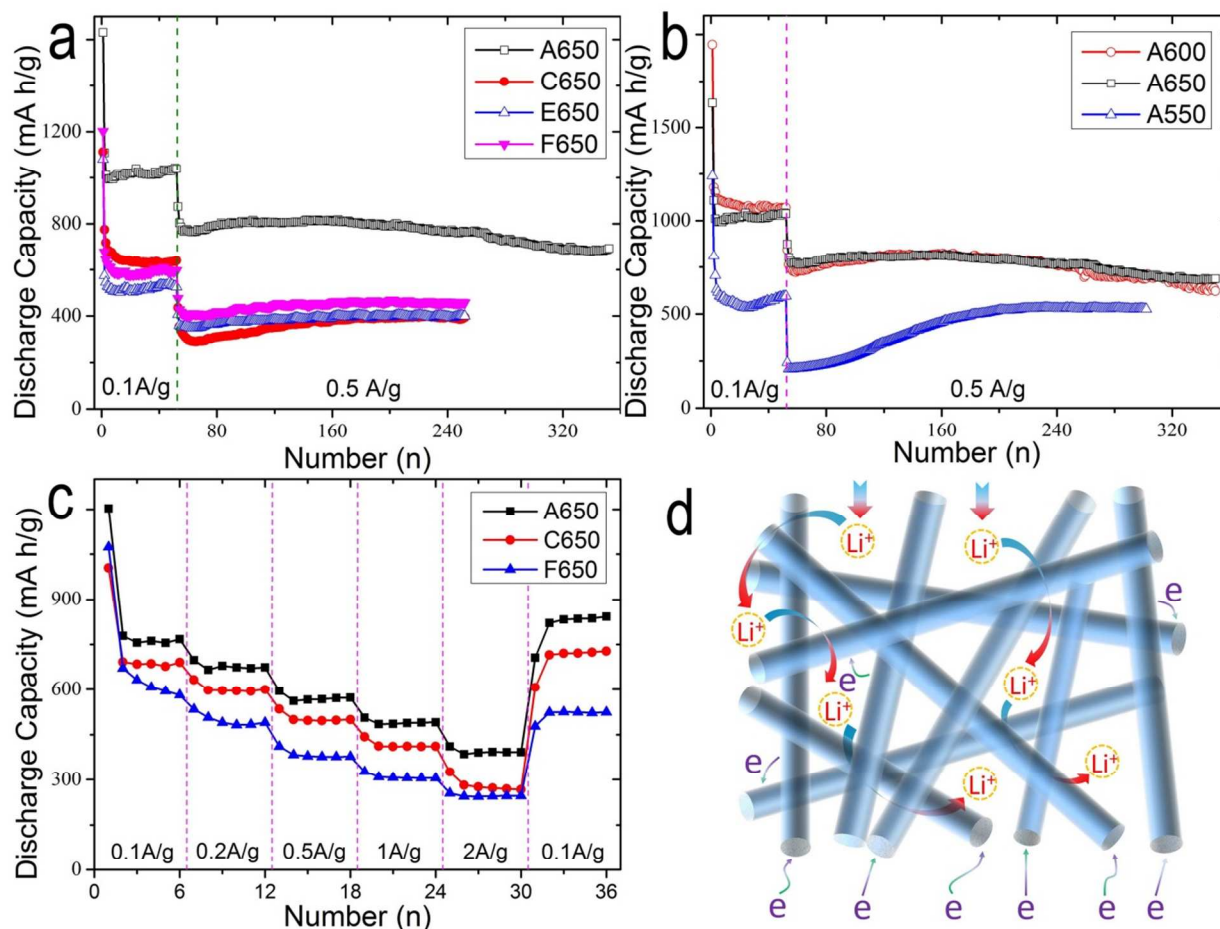 a
A650
C650
E650
F650
Discharge Capacity (mA h/g)
1200
800
400
0
0.1A/g
0.5 A/g
0
80
160
240
320
Number (n)
b
A600
A650
A550
Discharge Capacity (mA h/g)
1500
1000
500
0
0.1A/g
0.5 A/g
0
80
160
240
320
Number (n)
c
A650
C650
F650
Discharge Capacity (mA h/g)
900
600
300
0
0.1A/g
0.2A/g
0.5A/g
1A/g
2A/g
0.1A/g
0
6
12
18
24
30
36
Number (n)
d
Li+
Li+
e
Li+
e
Li+
Li+
e
Li+
Li+
e
e
e
e
e
e